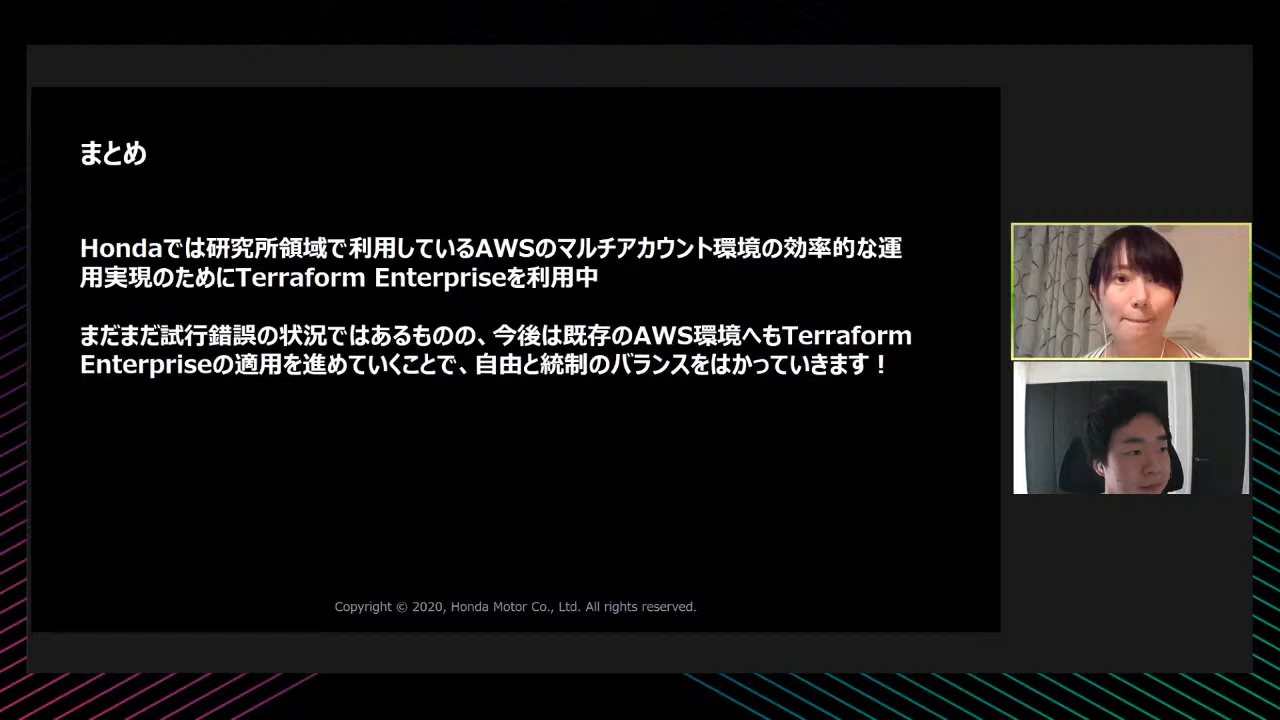 まとめ
Hondaでは研究所領域で利用しているAWSのマルチアカウント環境の効率的な運
用実現のためにTerraform Enterpriseを利用中
まだまだ試行錯誤の状況ではあるものの、今後は既存のAWS環境へもTerraform
Enterpriseの適用を進めていくことで、自由と統制のバランスをはかっていきます！
Copyright © 2020, Honda Motor Co., Ltd. All rights reserved.